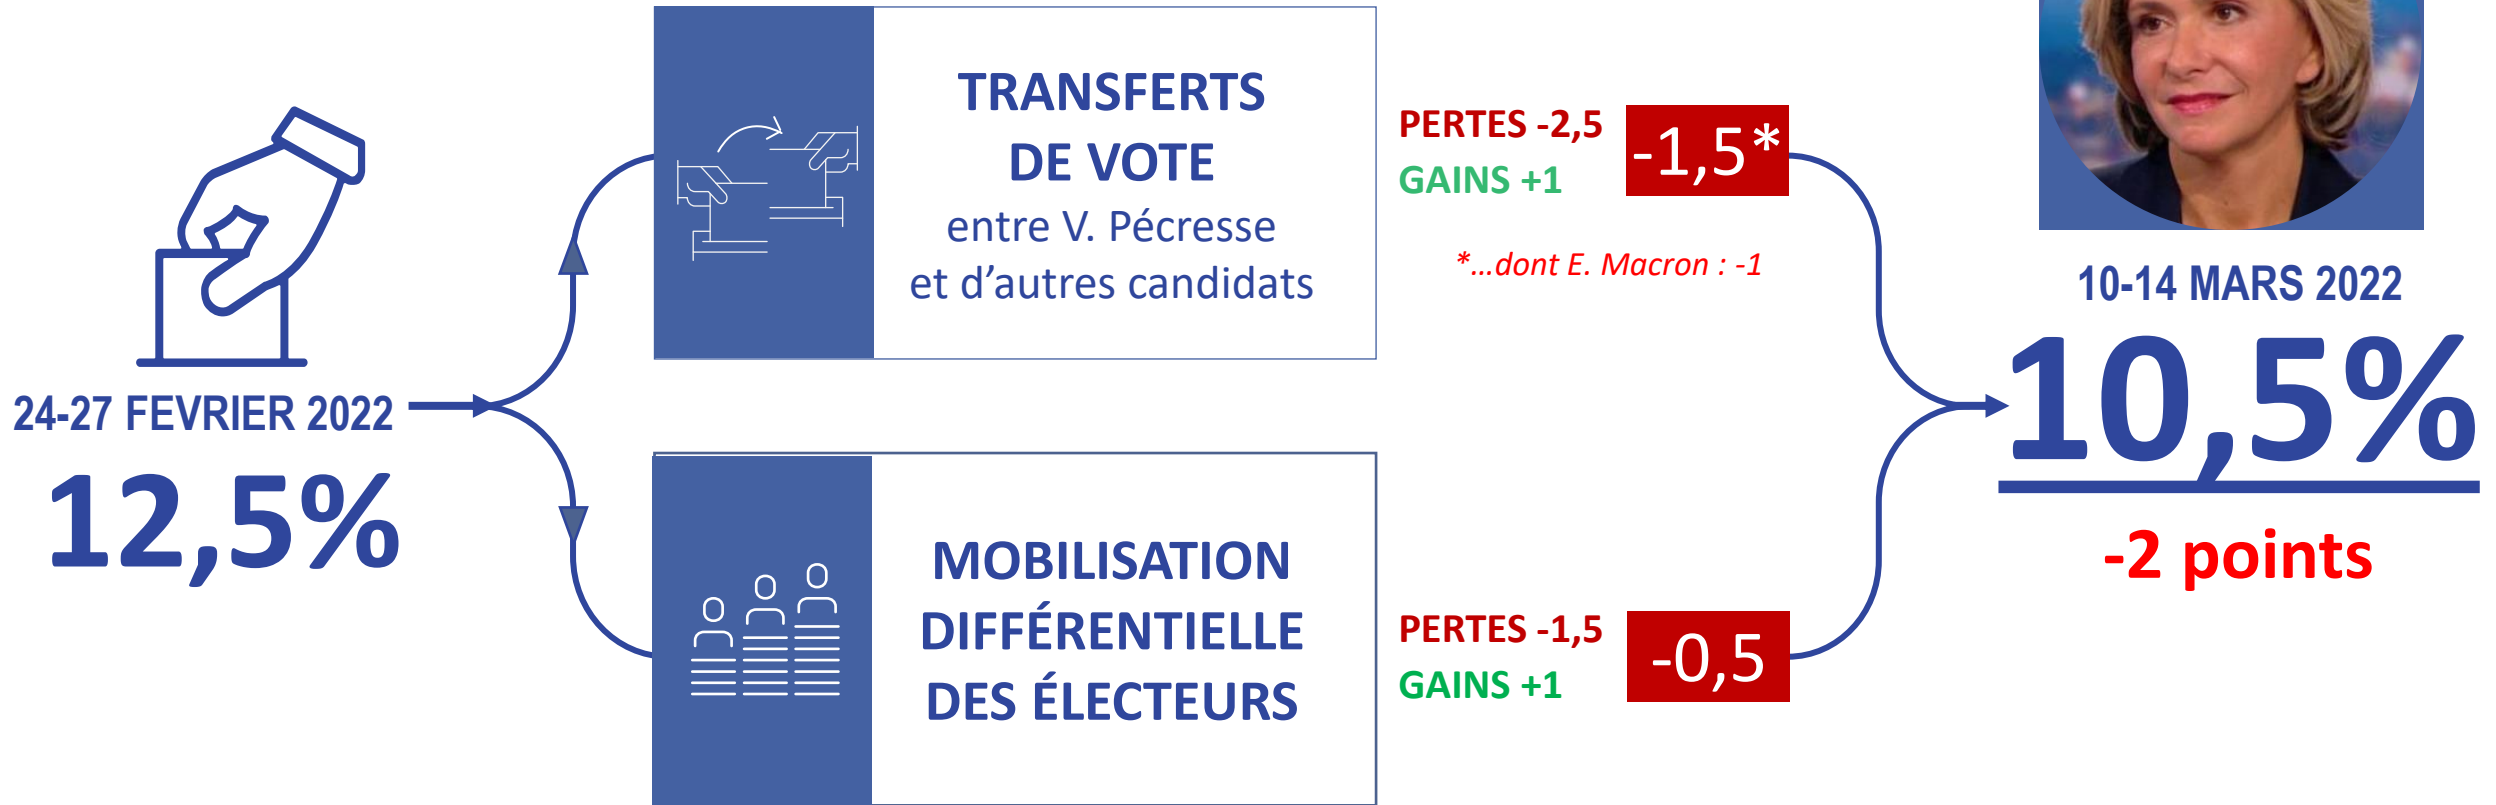 24-27 FEVRIER 2022
12,5%
TRANSFERTS
DE VOTE
entre V. Pécresse
et d’autres candidats
PERTES -2,5
GAINS +1
-1,5*
*…dont E. Macron : -1
MOBILISATION
DIFFÉRENTIELLE
DES ÉLECTEURS
PERTES -1,5
GAINS +1
-0,5
10-14 MARS 2022
10,5%
-2 points